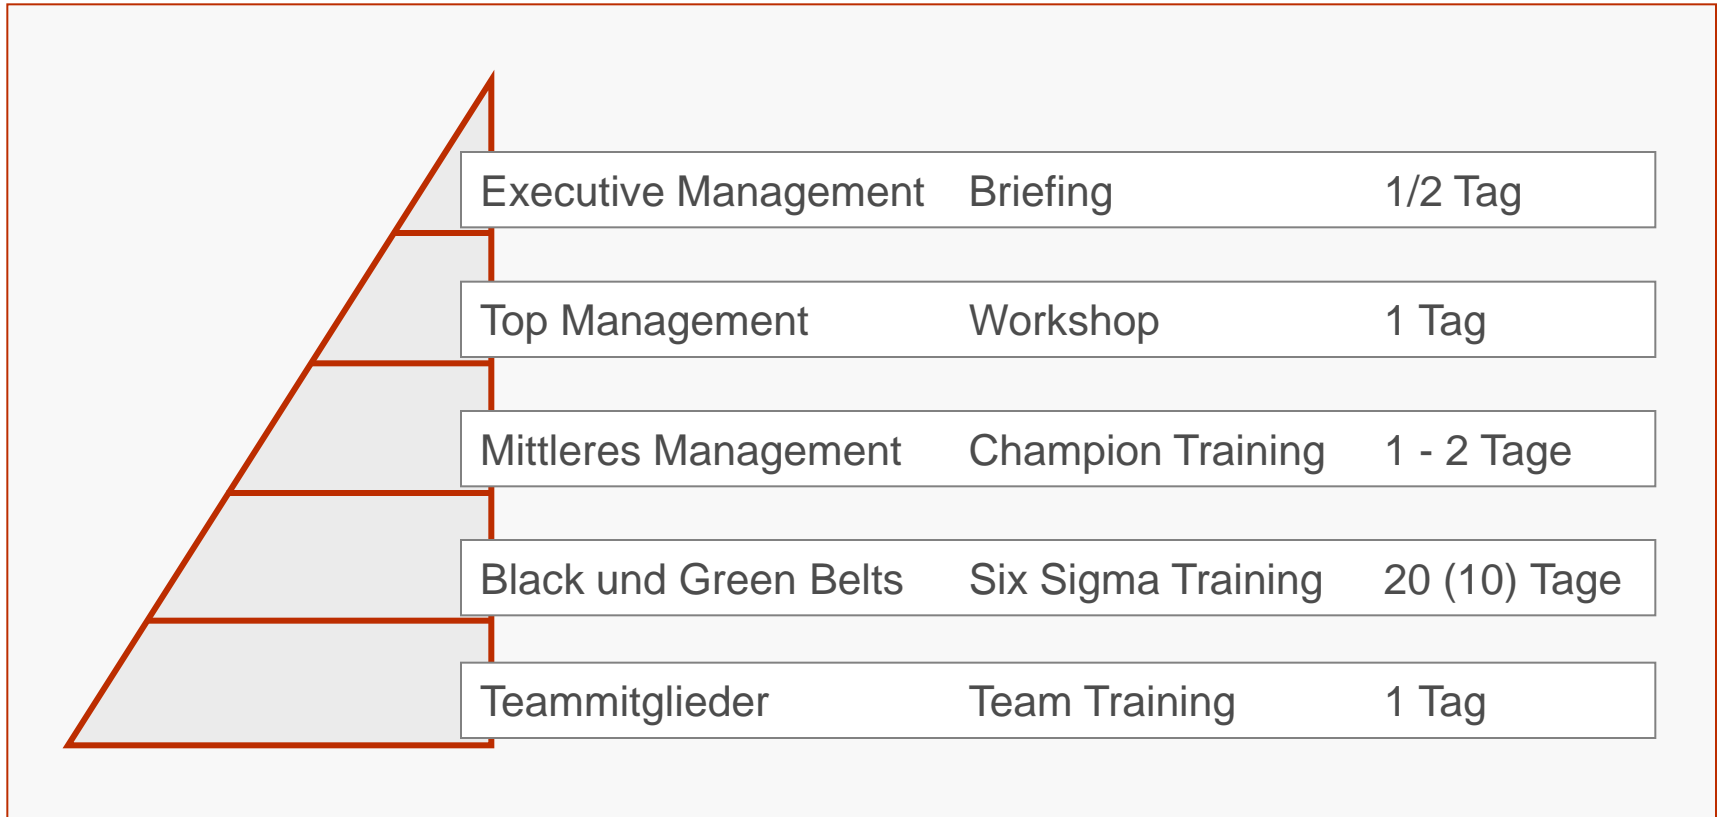 Executive Management Briefing 1/2 Tag
Top Management Workshop 1 Tag
Mittleres Management Champion Training 1 - 2 Tage
Black und Green Belts Six Sigma Training 20 (10) Tage
Teammitglieder Team Training 1 Tag